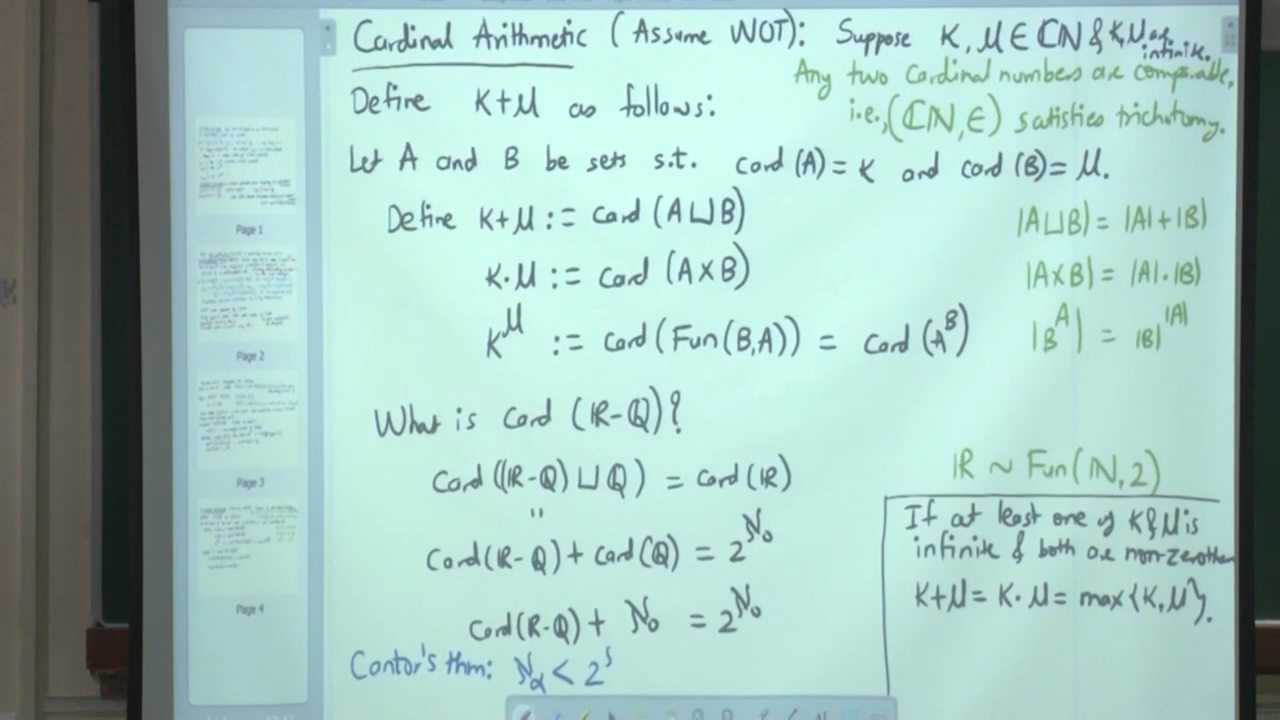 Cardinal Arithmetic (Assume WOT): Suppose K, μ ∈ ℂℕ & K, μ are infinite.
Any two Cardinal numbers are comparable,
Define K+μ as follows:
i.e., (ℂℕ, ∈) satisfies trichotomy.
Let A and B be sets s.t. card (A) = K and card (B) = μ.
Define K+μ := card (A⊔B)
|A⊔B| = |A|+|B|
K·μ := card (A×B)
|A×B| = |A|·|B|
K^μ := card (Fun(B,A)) = card (A^B)
|B^A| = |B|^|A|
What is card (ℝ-ℚ)?
Card ((ℝ-ℚ) ⊔ ℚ) = card (ℝ)
"
Card (ℝ-ℚ) + card (ℚ) = 2^ℵ₀
card (ℝ-ℚ) + ℵ₀ = 2^ℵ₀
Cantor's thm: ℵ_α < 2
ℝ ~ Fun(ℕ, 2)
If at least one of K & μ is
infinite & both are non-zero then
K+μ = K·μ = max{K, μ}.
Page 1
Page 2
Page 3
Page 4